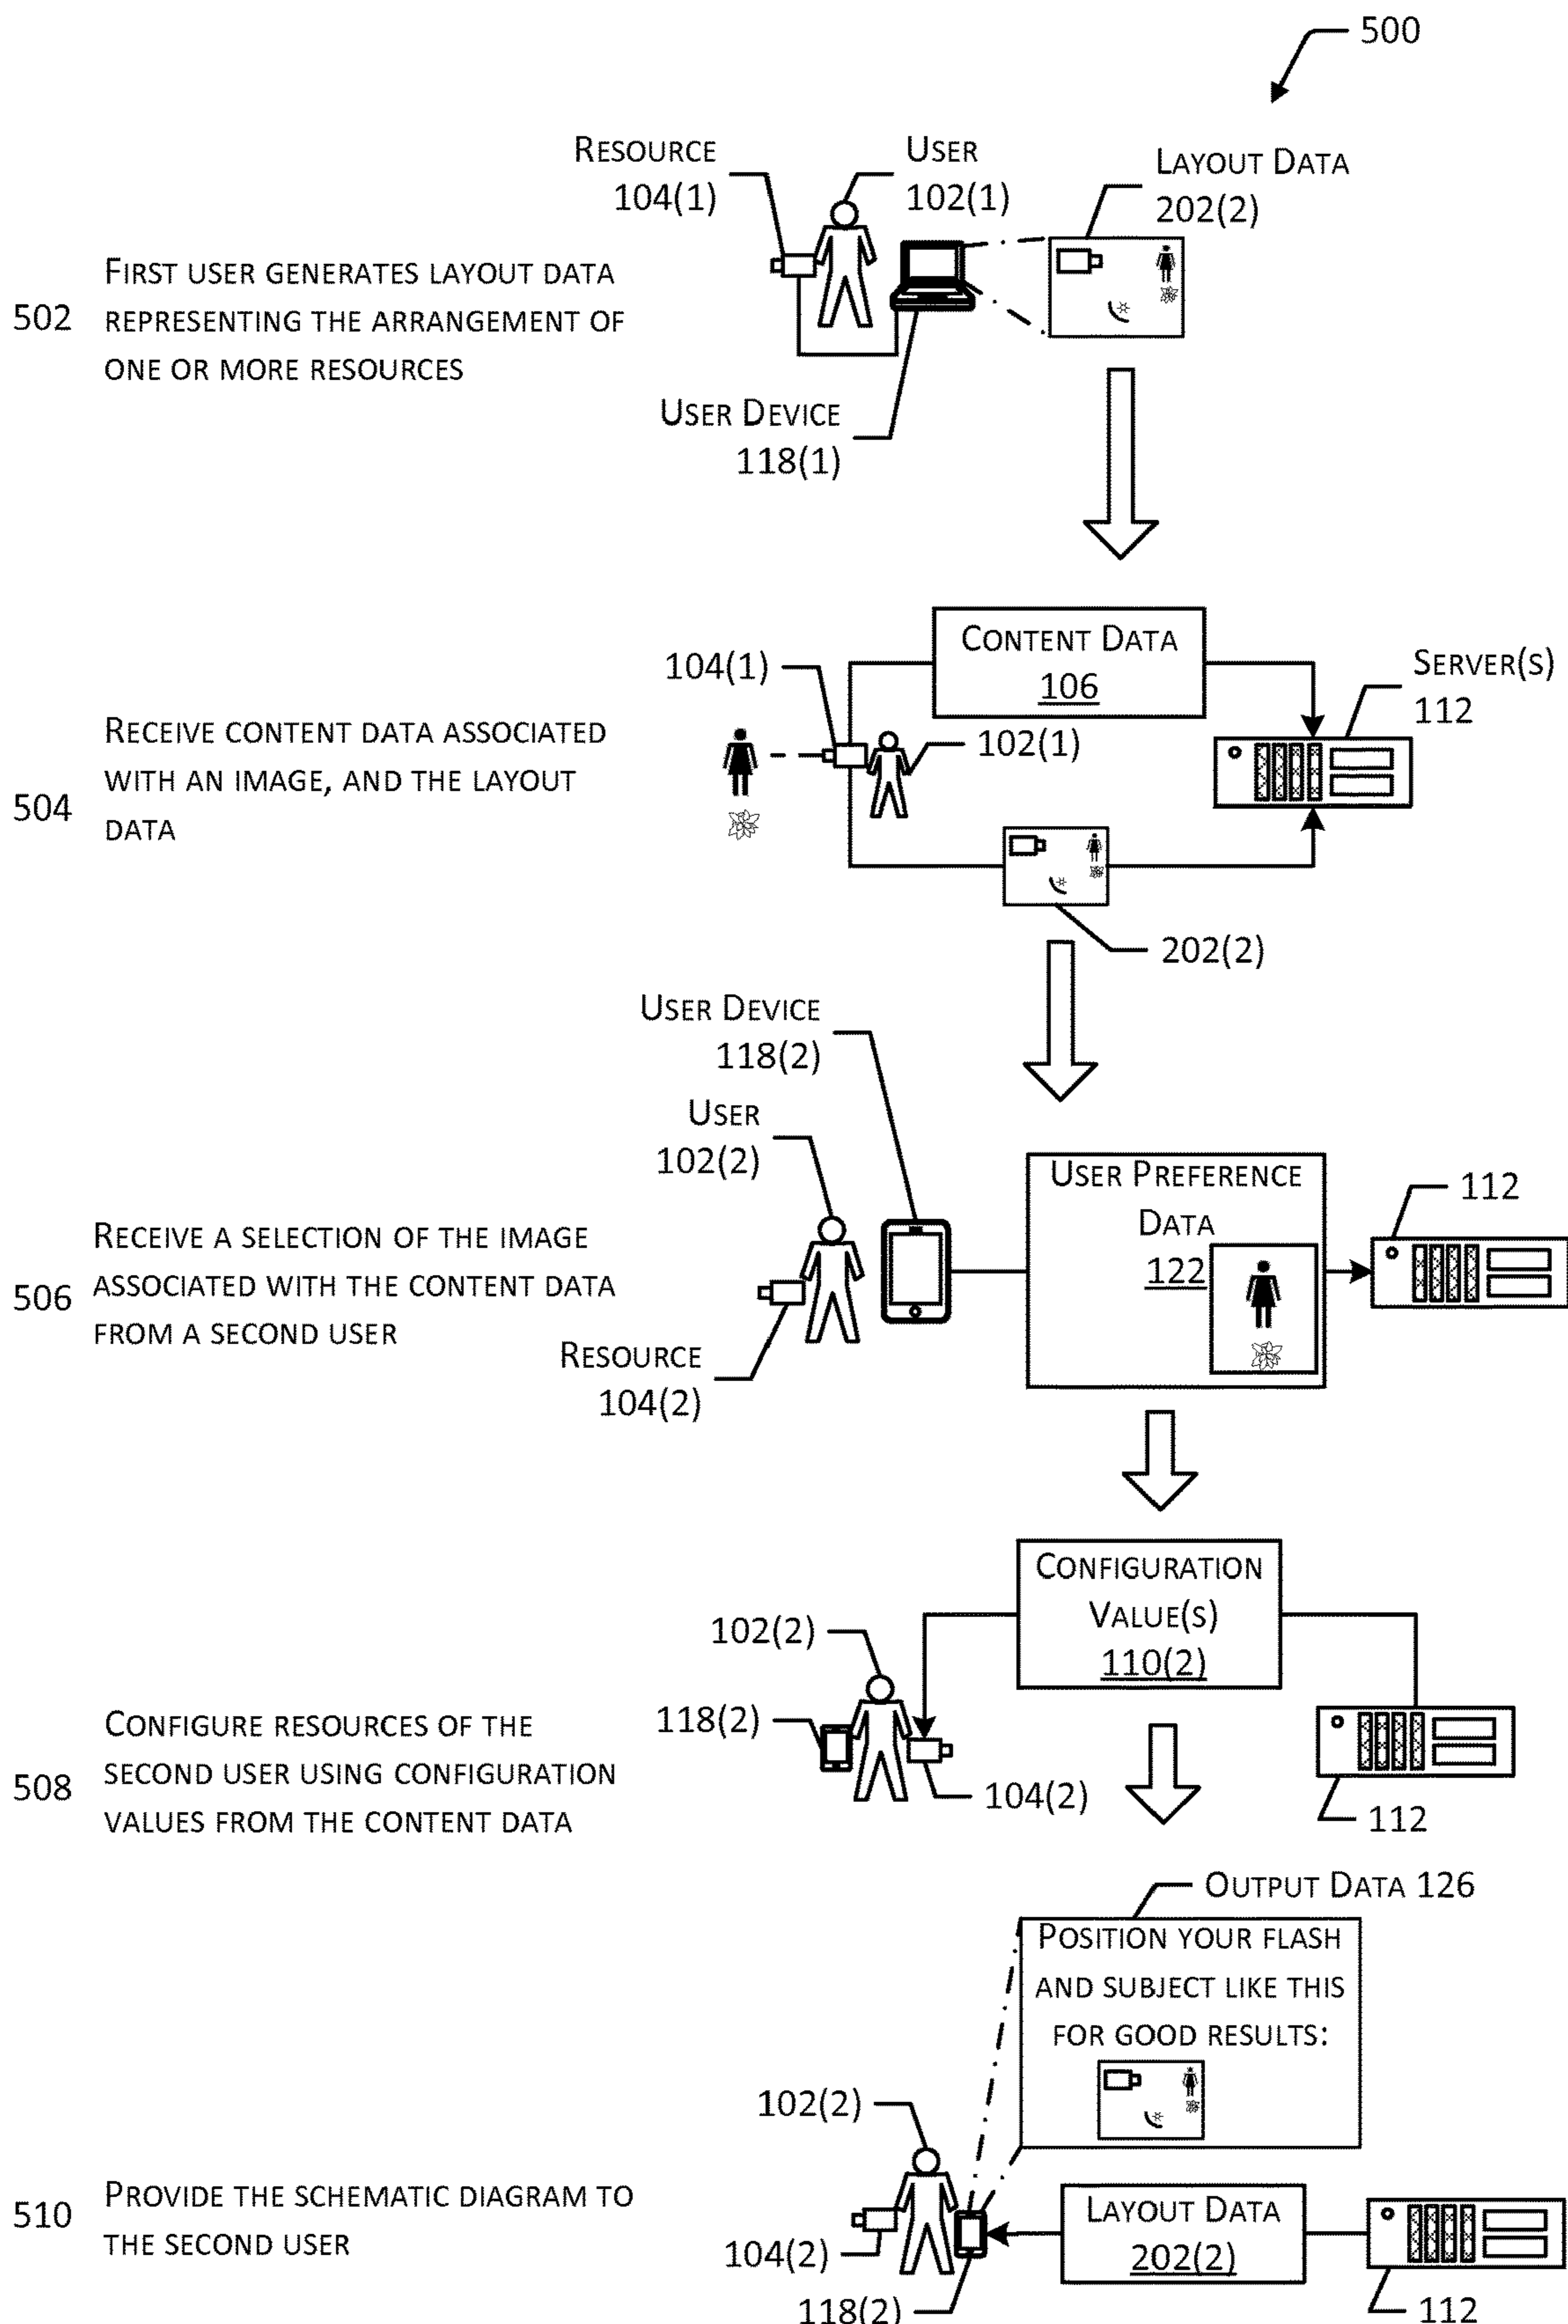 500
RESOURCE
104(1)
USER
102(1)
LAYOUT DATA
202(2)
502
FIRST USER GENERATES LAYOUT DATA
REPRESENTING THE ARRANGEMENT OF
ONE OR MORE RESOURCES
USER DEVICE
118(1)
CONTENT DATA
106
104(1)
SERVER(S)
112
102(1)
504
RECEIVE CONTENT DATA ASSOCIATED
WITH AN IMAGE, AND THE LAYOUT
DATA
202(2)
USER DEVICE
118(2)
USER
102(2)
USER PREFERENCE
DATA
122
112
506
RECEIVE A SELECTION OF THE IMAGE
ASSOCIATED WITH THE CONTENT DATA
FROM A SECOND USER
RESOURCE
104(2)
CONFIGURATION
VALUE(S)
110(2)
102(2)
118(2)
104(2)
112
508
CONFIGURE RESOURCES OF THE
SECOND USER USING CONFIGURATION
VALUES FROM THE CONTENT DATA
OUTPUT DATA 126
POSITION YOUR FLASH
AND SUBJECT LIKE THIS
FOR GOOD RESULTS:
102(2)
510
PROVIDE THE SCHEMATIC DIAGRAM TO
THE SECOND USER
104(2)
118(2)
LAYOUT DATA
202(2)
112